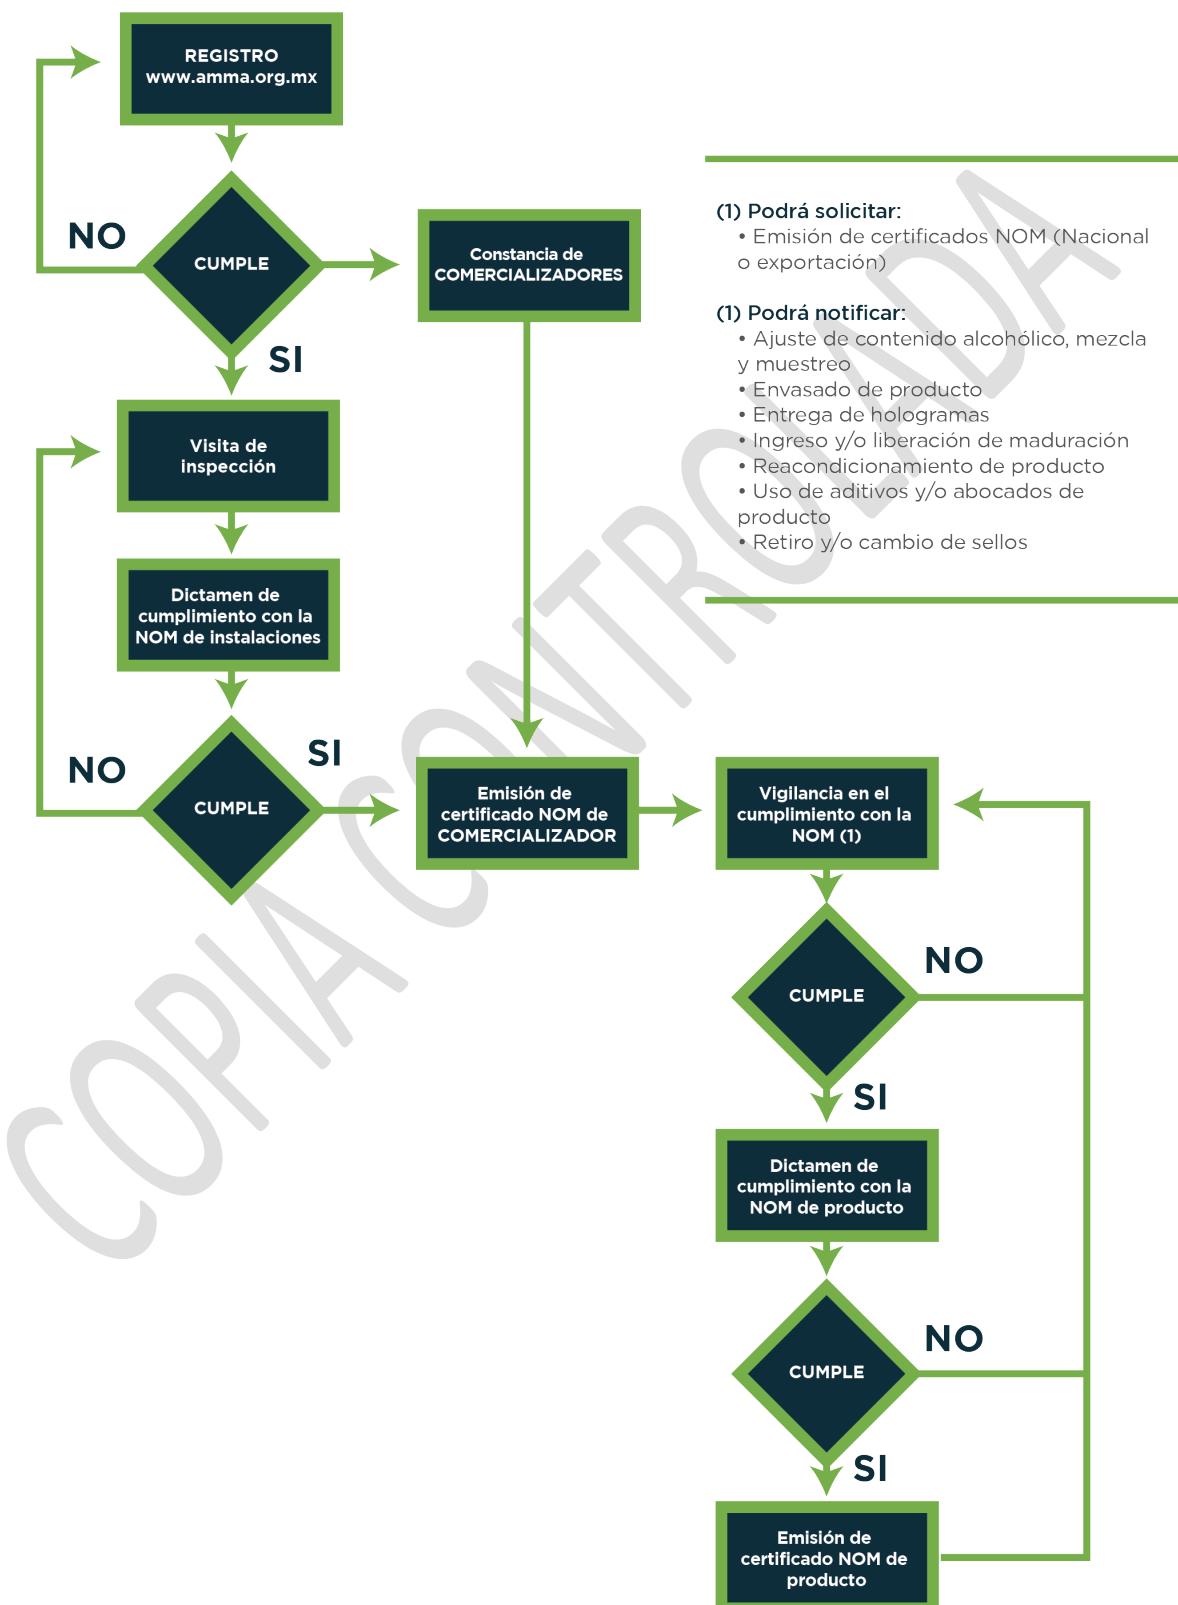 REGISTRO
www.amma.org.mx
NO
CUMPLE
Constancia de
COMERCIALIZADORES
SI
(1) Podrá solicitar:
• Emisión de certificados NOM (Nacional
o exportación)
(1) Podrá notificar:
• Ajuste de contenido alcohólico, mezcla
y muestreo
• Envasado de producto
• Entrega de hologramas
• Ingreso y/o liberación de maduración
• Reacondicionamiento de producto
• Uso de aditivos y/o abocados de
producto
• Retiro y/o cambio de sellos
Visita de
inspección
Dictamen de
cumplimiento con la
NOM de instalaciones
NO
CUMPLE
SI
Emisión de
certificado NOM de
COMERCIALIZADOR
Vigilancia en el
cumplimiento con la
NOM (1)
CUMPLE
NO
SI
Dictamen de
cumplimiento con la
NOM de producto
CUMPLE
NO
SI
Emisión de
certificado NOM de
producto
COPIA CONTROLADA